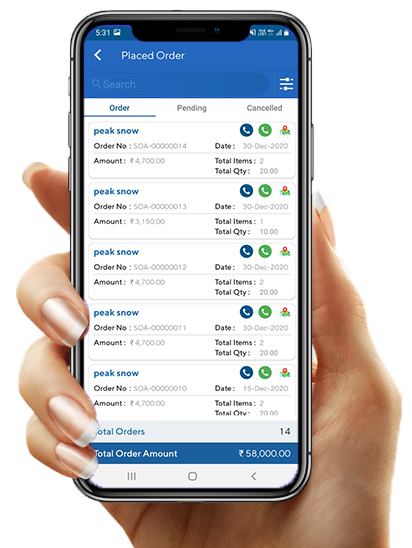 5:31
Placed Order
Search
Order Pending Cancelled
peak snow
Order No : SOA-00000014 Date : 30-Dec-2020
Amount : ₹ 4,700.00 Total Items : 2
Total Qty : 20.00
peak snow
Order No : SOA-00000013 Date : 30-Dec-2020
Amount : ₹ 3,150.00 Total Items : 1
Total Qty : 10.00
peak snow
Order No : SOA-00000012 Date : 30-Dec-2020
Amount : ₹ 4,700.00 Total Items : 2
Total Qty : 20.00
peak snow
Order No : SOA-00000011 Date : 30-Dec-2020
Amount : ₹ 4,700.00 Total Items : 2
Total Qty : 20.00
peak snow
Order No : SOA-00000010 Date : 15-Dec-2020
Amount : ₹ 4,700.00 Total Items : 2
Total Qty : 20.00
Total Orders 14
Total Order Amount ₹ 58,000.00